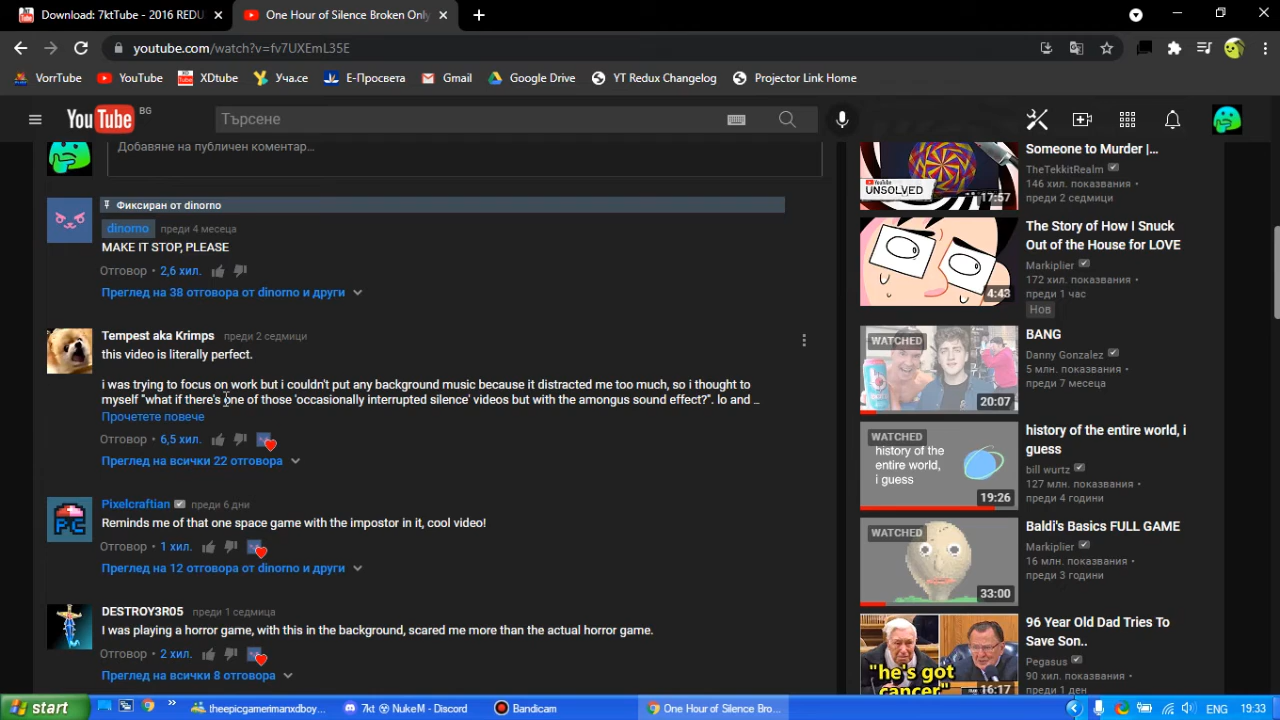 Download: 7ktTube - 2016 REDU
One Hour of Silence Broken Only
youtube.com/watch?v=fv7UXEmL35E
VorrTube
YouTube
XDtube
Уча.се
Е-Просвета
Gmail
Google Drive
YT Redux Changelog
Projector Link Home
YouTube BG
Търсене
Добавяне на публичен коментар...
Фиксиран от dinorno
dinorno преди 4 месеца
MAKE IT STOP, PLEASE
Отговор • 2,6 хил.
Преглед на 38 отговора от dinorno и други
Tempest aka Krimps преди 2 седмици
this video is literally perfect.
i was trying to focus on work but i couldn't put any background music because it distracted me too much, so i thought to
myself "what if there's one of those 'occasionally interrupted silence' videos but with the amongus sound effect?". lo and ...
Прочетете повече
Отговор • 6,5 хил.
Преглед на всички 22 отговора
Pixelcraftian преди 6 дни
Reminds me of that one space game with the impostor in it, cool video!
Отговор • 1 хил.
Преглед на 12 отговора от dinorno и други
DESTROY3R05 преди 1 седмица
I was playing a horror game, with this in the background, scared me more than the actual horror game.
Отговор • 2 хил.
Преглед на всички 8 отговора
YouTube
UNSOLVED
17:57
Someone to Murder |...
TheTekkitRealm
146 хил. показвания •
преди 2 седмици
4:43
The Story of How I Snuck
Out of the House for LOVE
Markiplier
172 хил. показвания •
преди 1 час
Нов
WATCHED
20:07
BANG
Danny Gonzalez
5 млн. показвания •
преди 7 месеца
WATCHED
history of
the entire
world,
i guess
19:26
history of the entire world, i
guess
bill wurtz
127 млн. показвания •
преди 4 години
WATCHED
33:00
Baldi's Basics FULL GAME
Markiplier
16 млн. показвания •
преди 3 години
"he's got
cancer"
16:17
96 Year Old Dad Tries To
Save Son..
Pegasus
90 хил. показвания •
преди 1 ден
start
theepicgamerimanxdboy...
7kt
NukeM - Discord
Bandicam
One Hour of Silence Bro...
ENG
19:33